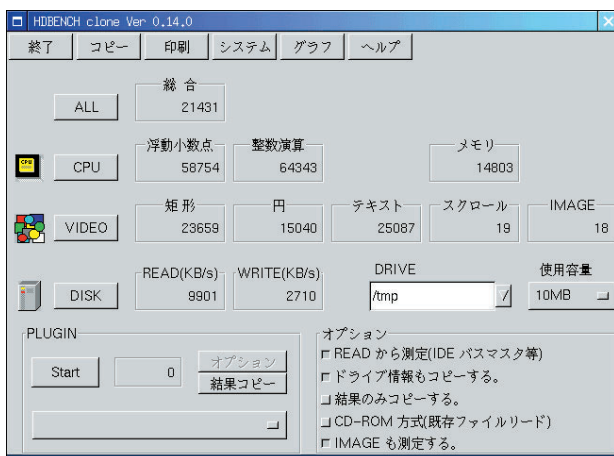 HDBENCH clone Ver 0.14.0
終了 コピー 印刷 システム グラフ ヘルプ
総 合
ALL 21431
浮動小数点 整数演算 メモリ
CPU 58754 64343 14803
矩 形 円 テキスト スクロール IMAGE
VIDEO 23659 15040 25087 19 18
READ(KB/s) WRITE(KB/s) DRIVE 使用容量
DISK 9901 2710 /tmp / 10MB
PLUGIN
Start 0 オプション
結果コピー
オプション
READ から測定(IDE バスマスタ等)
ドライブ情報もコピーする。
結果のみコピーする。
CD-ROM 方式(既存ファイルリード)
IMAGE も測定する。